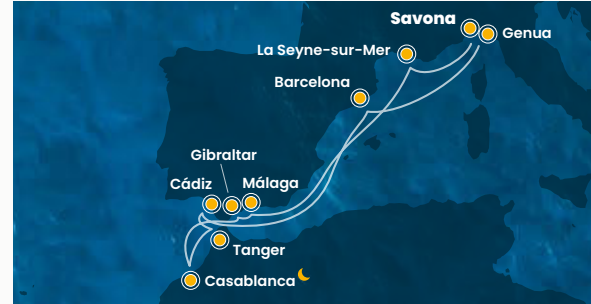 Savona
Genua
La Seyne-sur-Mer
Barcelona
Gibraltar
Cádiz
Málaga
Tanger
Casablanca